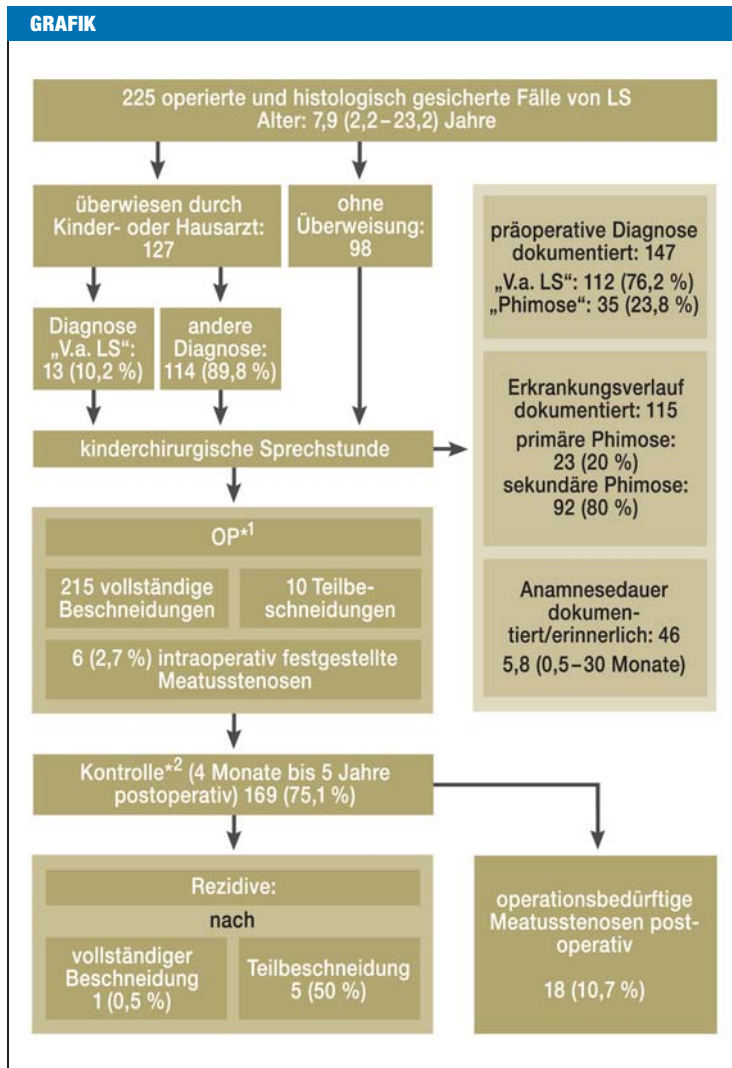 GRAFIK
225 operierte und histologisch gesicherte Fälle von LS
Alter: 7,9 (2,2–23,2) Jahre
überwiesen durch
Kinder- oder Hausarzt:
127
ohne
Überweisung:
98
Diagnose
„V.a. LS“:
13 (10,2 %)
andere
Diagnose:
114 (89,8 %)
kinderchirurgische Sprechstunde
präoperative Diagnose
dokumentiert: 147
„V.a. LS“: 112 (76,2 %)
„Phimose“: 35 (23,8 %)
Erkrankungsverlauf
dokumentiert: 115
primäre Phimose:
23 (20 %)
sekundäre Phimose:
92 (80 %)
Anamnesedauer
dokumen-
tiert/erinnerlich: 46
5,8 (0,5–30 Monate)
OP*1
215 vollständige
Beschneidungen
10 Teilbe-
schneidungen
6 (2,7 %) intraoperativ festgestellte
Meatusstenosen
Kontrolle*2 (4 Monate bis 5 Jahre
postoperativ) 169 (75,1 %)
Rezidive:
nach
vollständiger
Beschneidung
1 (0,5 %)
Teilbeschneidung
5 (50 %)
operationsbedürftige
Meatusstenosen post-
operativ
18 (10,7 %)